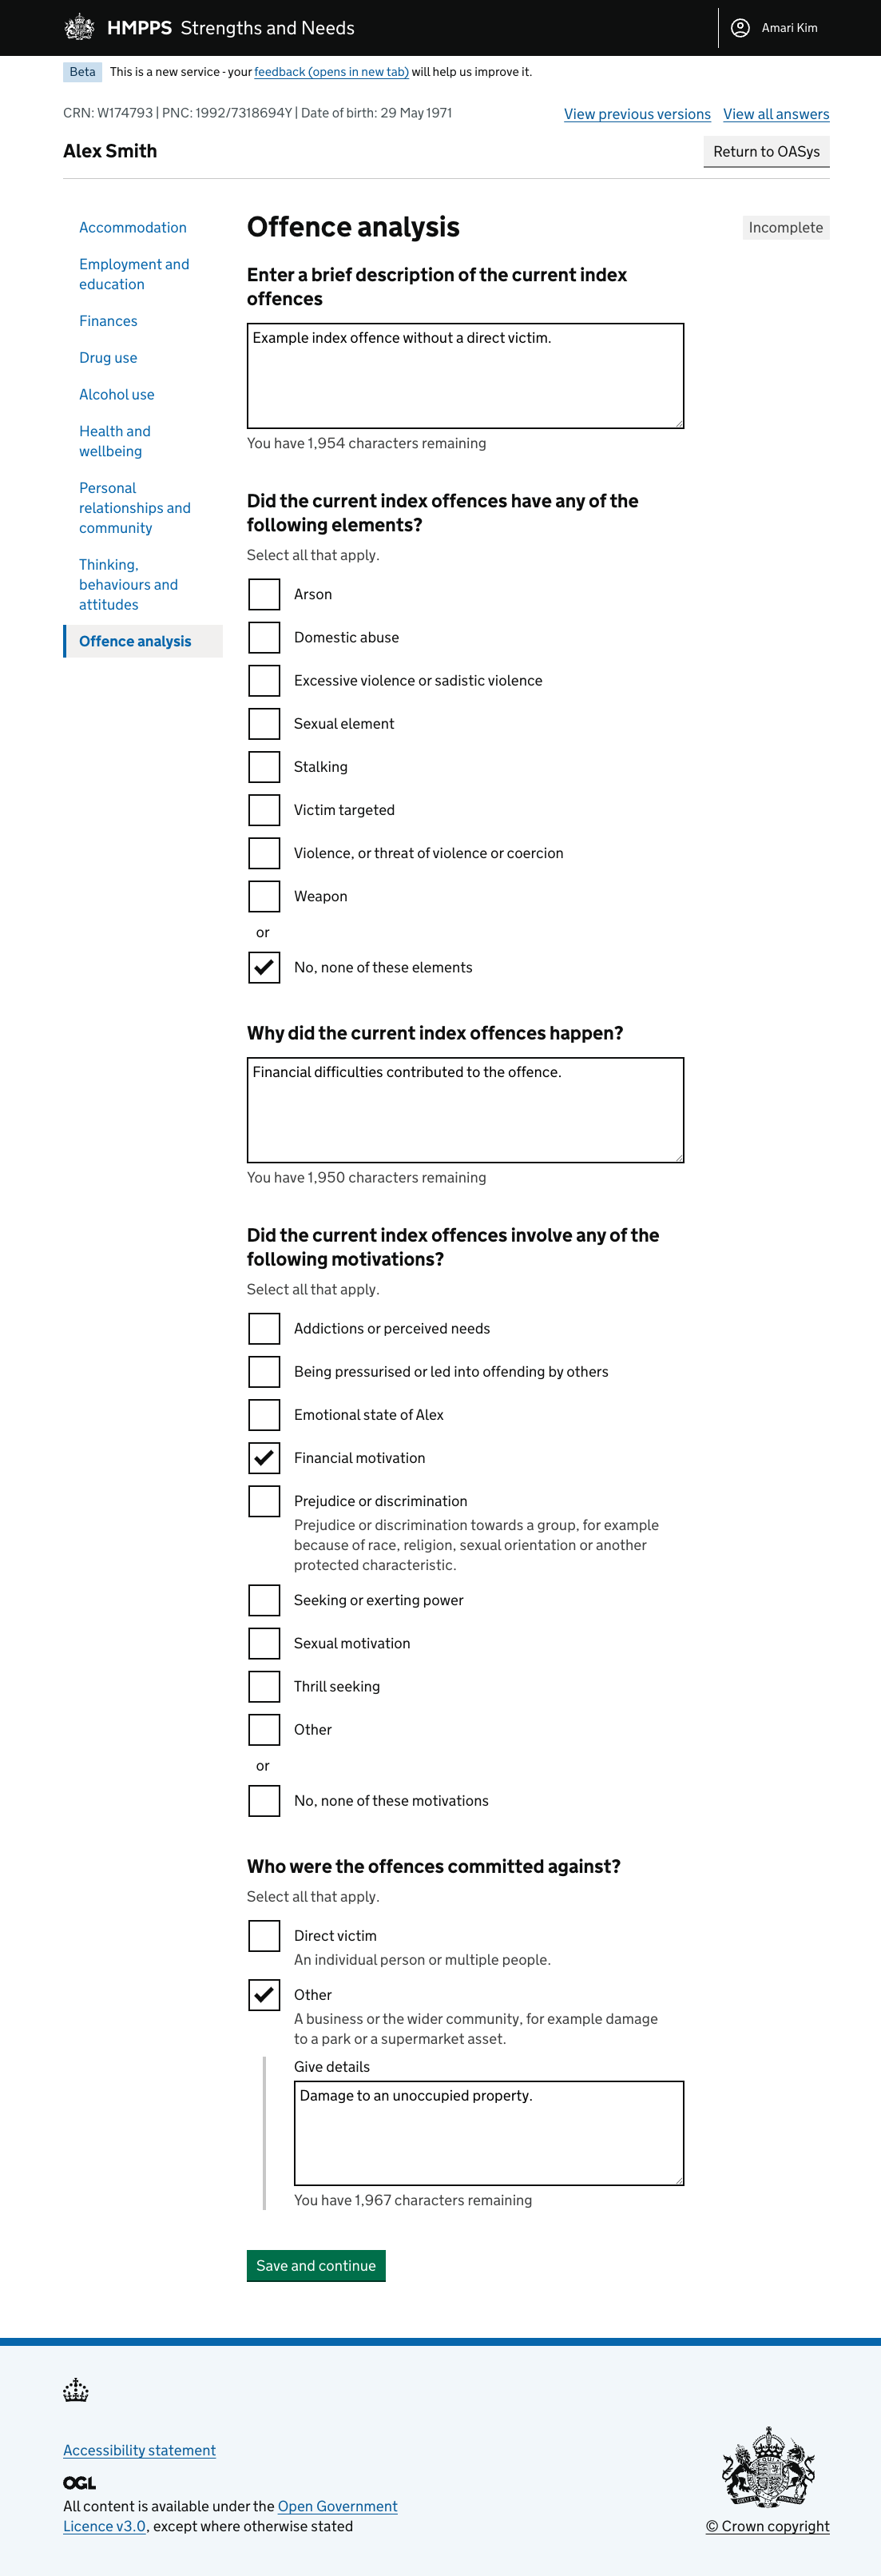 HMPPS Strengths and Needs
Amari Kim
Beta
This is a new service - your feedback (opens in new tab) will help us improve it.
CRN: W174793 | PNC: 1992/7318694Y | Date of birth: 29 May 1971
View previous versions
View all answers
Alex Smith
Return to OASys
Accommodation
Employment and
education
Finances
Drug use
Alcohol use
Health and
wellbeing
Personal
relationships and
community
Thinking,
behaviours and
attitudes
Offence analysis
Offence analysis
Incomplete
Enter a brief description of the current index
offences
Example index offence without a direct victim.
You have 1,954 characters remaining
Did the current index offences have any of the
following elements?
Select all that apply.
Arson
Domestic abuse
Excessive violence or sadistic violence
Sexual element
Stalking
Victim targeted
Violence, or threat of violence or coercion
Weapon
or
No, none of these elements
Why did the current index offences happen?
Financial difficulties contributed to the offence.
You have 1,950 characters remaining
Did the current index offences involve any of the
following motivations?
Select all that apply.
Addictions or perceived needs
Being pressurised or led into offending by others
Emotional state of Alex
Financial motivation
Prejudice or discrimination
Prejudice or discrimination towards a group, for example
because of race, religion, sexual orientation or another
protected characteristic.
Seeking or exerting power
Sexual motivation
Thrill seeking
Other
or
No, none of these motivations
Who were the offences committed against?
Select all that apply.
Direct victim
An individual person or multiple people.
Other
A business or the wider community, for example damage
to a park or a supermarket asset.
Give details
Damage to an unoccupied property.
You have 1,967 characters remaining
Save and continue
Accessibility statement
OGL
All content is available under the Open Government
Licence v3.0, except where otherwise stated
© Crown copyright